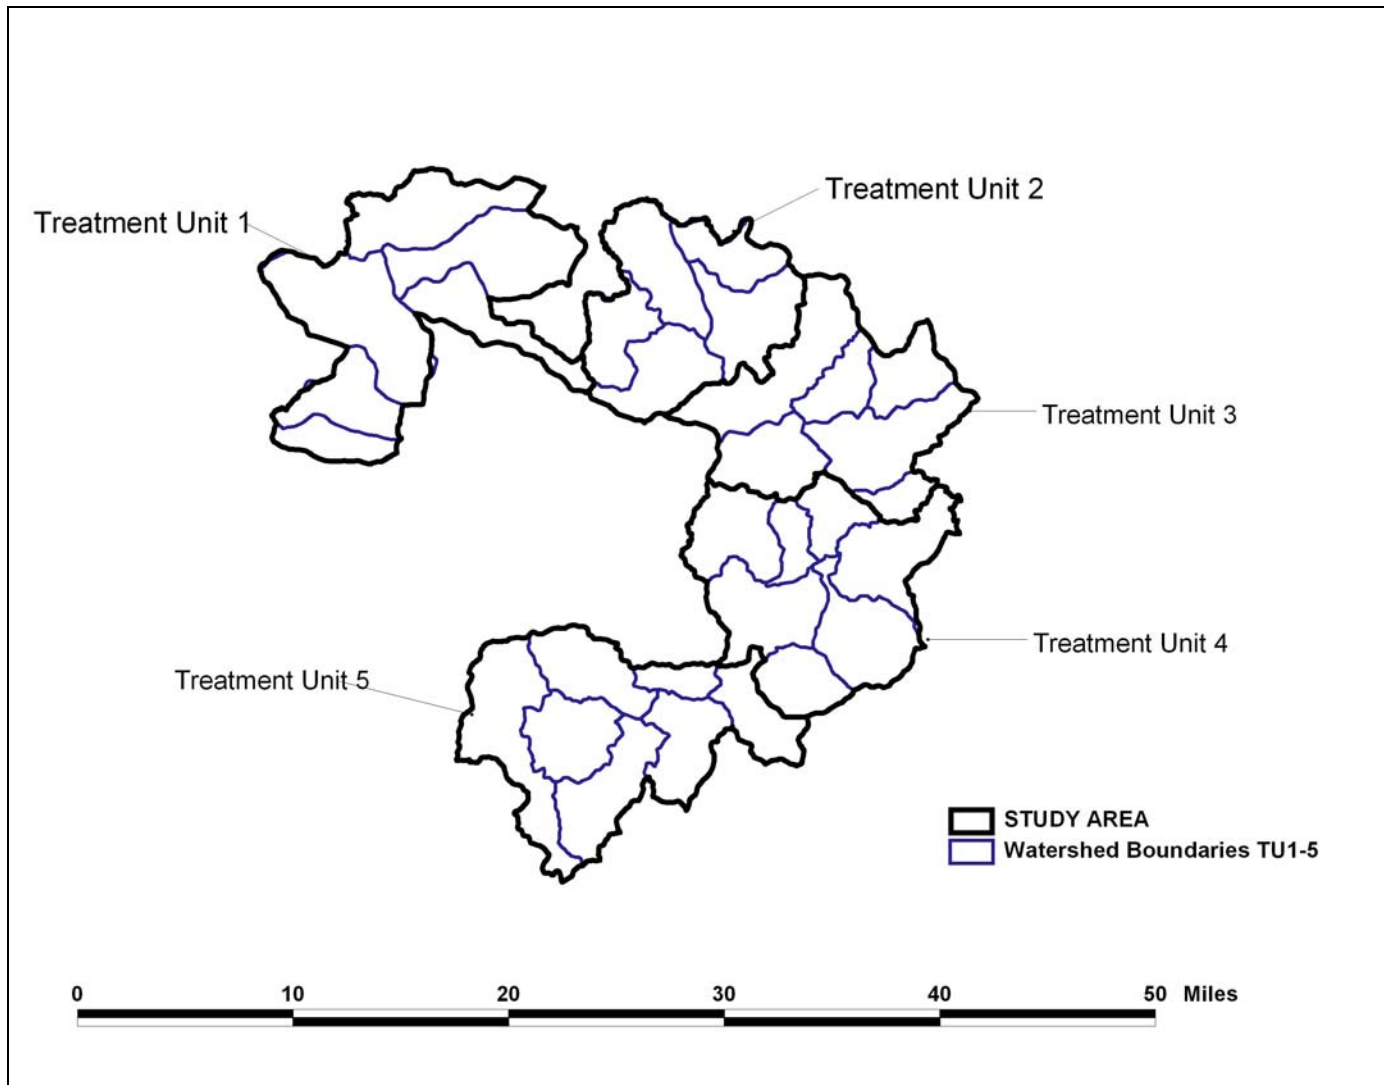 Treatment Unit 2
Treatment Unit 1
Treatment Unit 3
Treatment Unit 4
Treatment Unit 5
STUDY AREA
Watershed Boundaries TU1-5
0 10 20 30 40 50 Miles